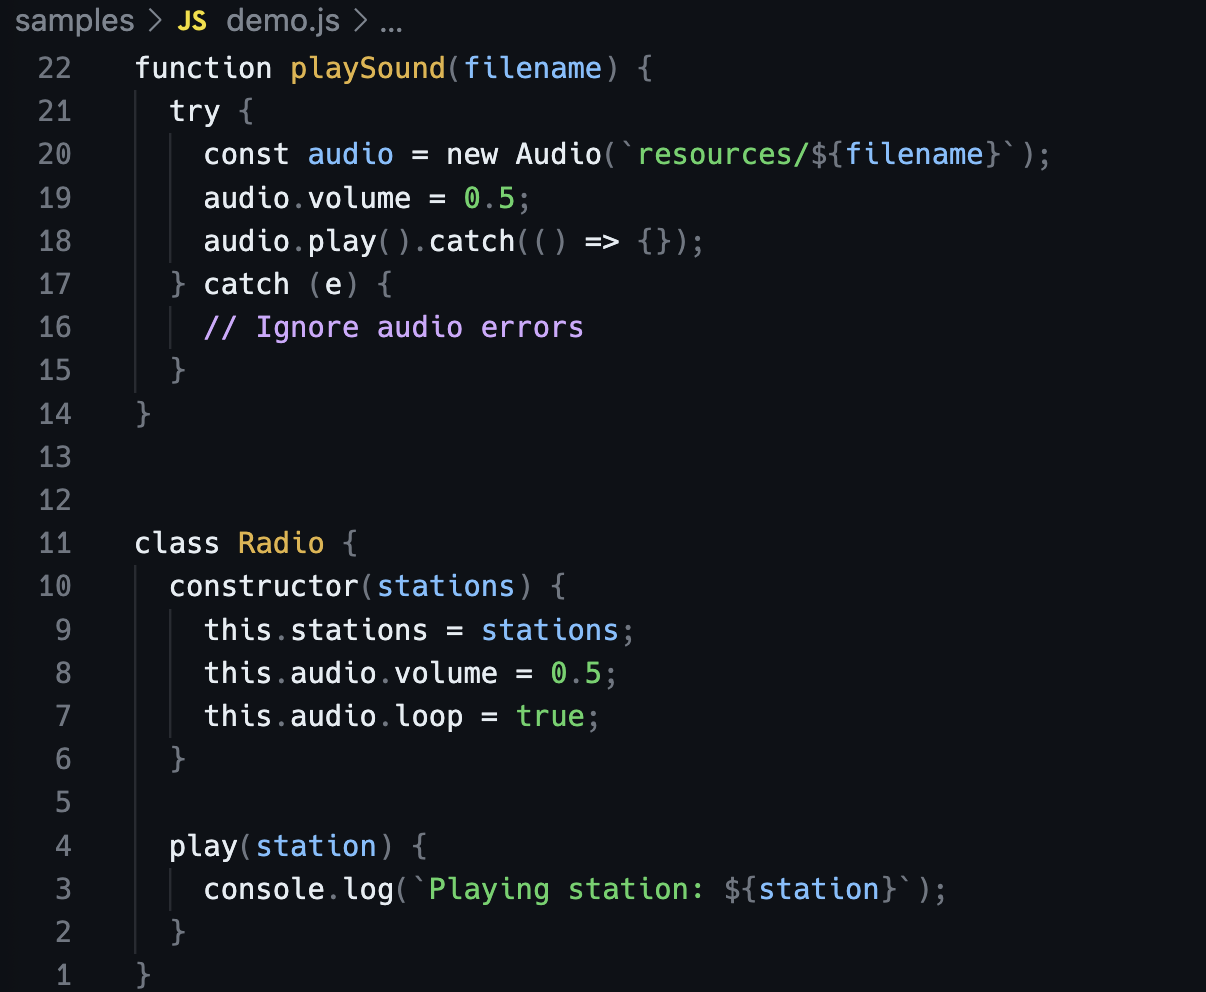 samples > JS demo.js > ...
22 function playSound(filename) {
21   try {
20     const audio = new Audio(`resources/${filename}`);
19     audio.volume = 0.5;
18     audio.play().catch(() => {});
17   } catch (e) {
16     // Ignore audio errors
15   }
14 }
13
12
11 class Radio {
10   constructor(stations) {
9     this.stations = stations;
8     this.audio.volume = 0.5;
7     this.audio.loop = true;
6   }
5
4   play(station) {
3     console.log(`Playing station: ${station}`);
2   }
1 }